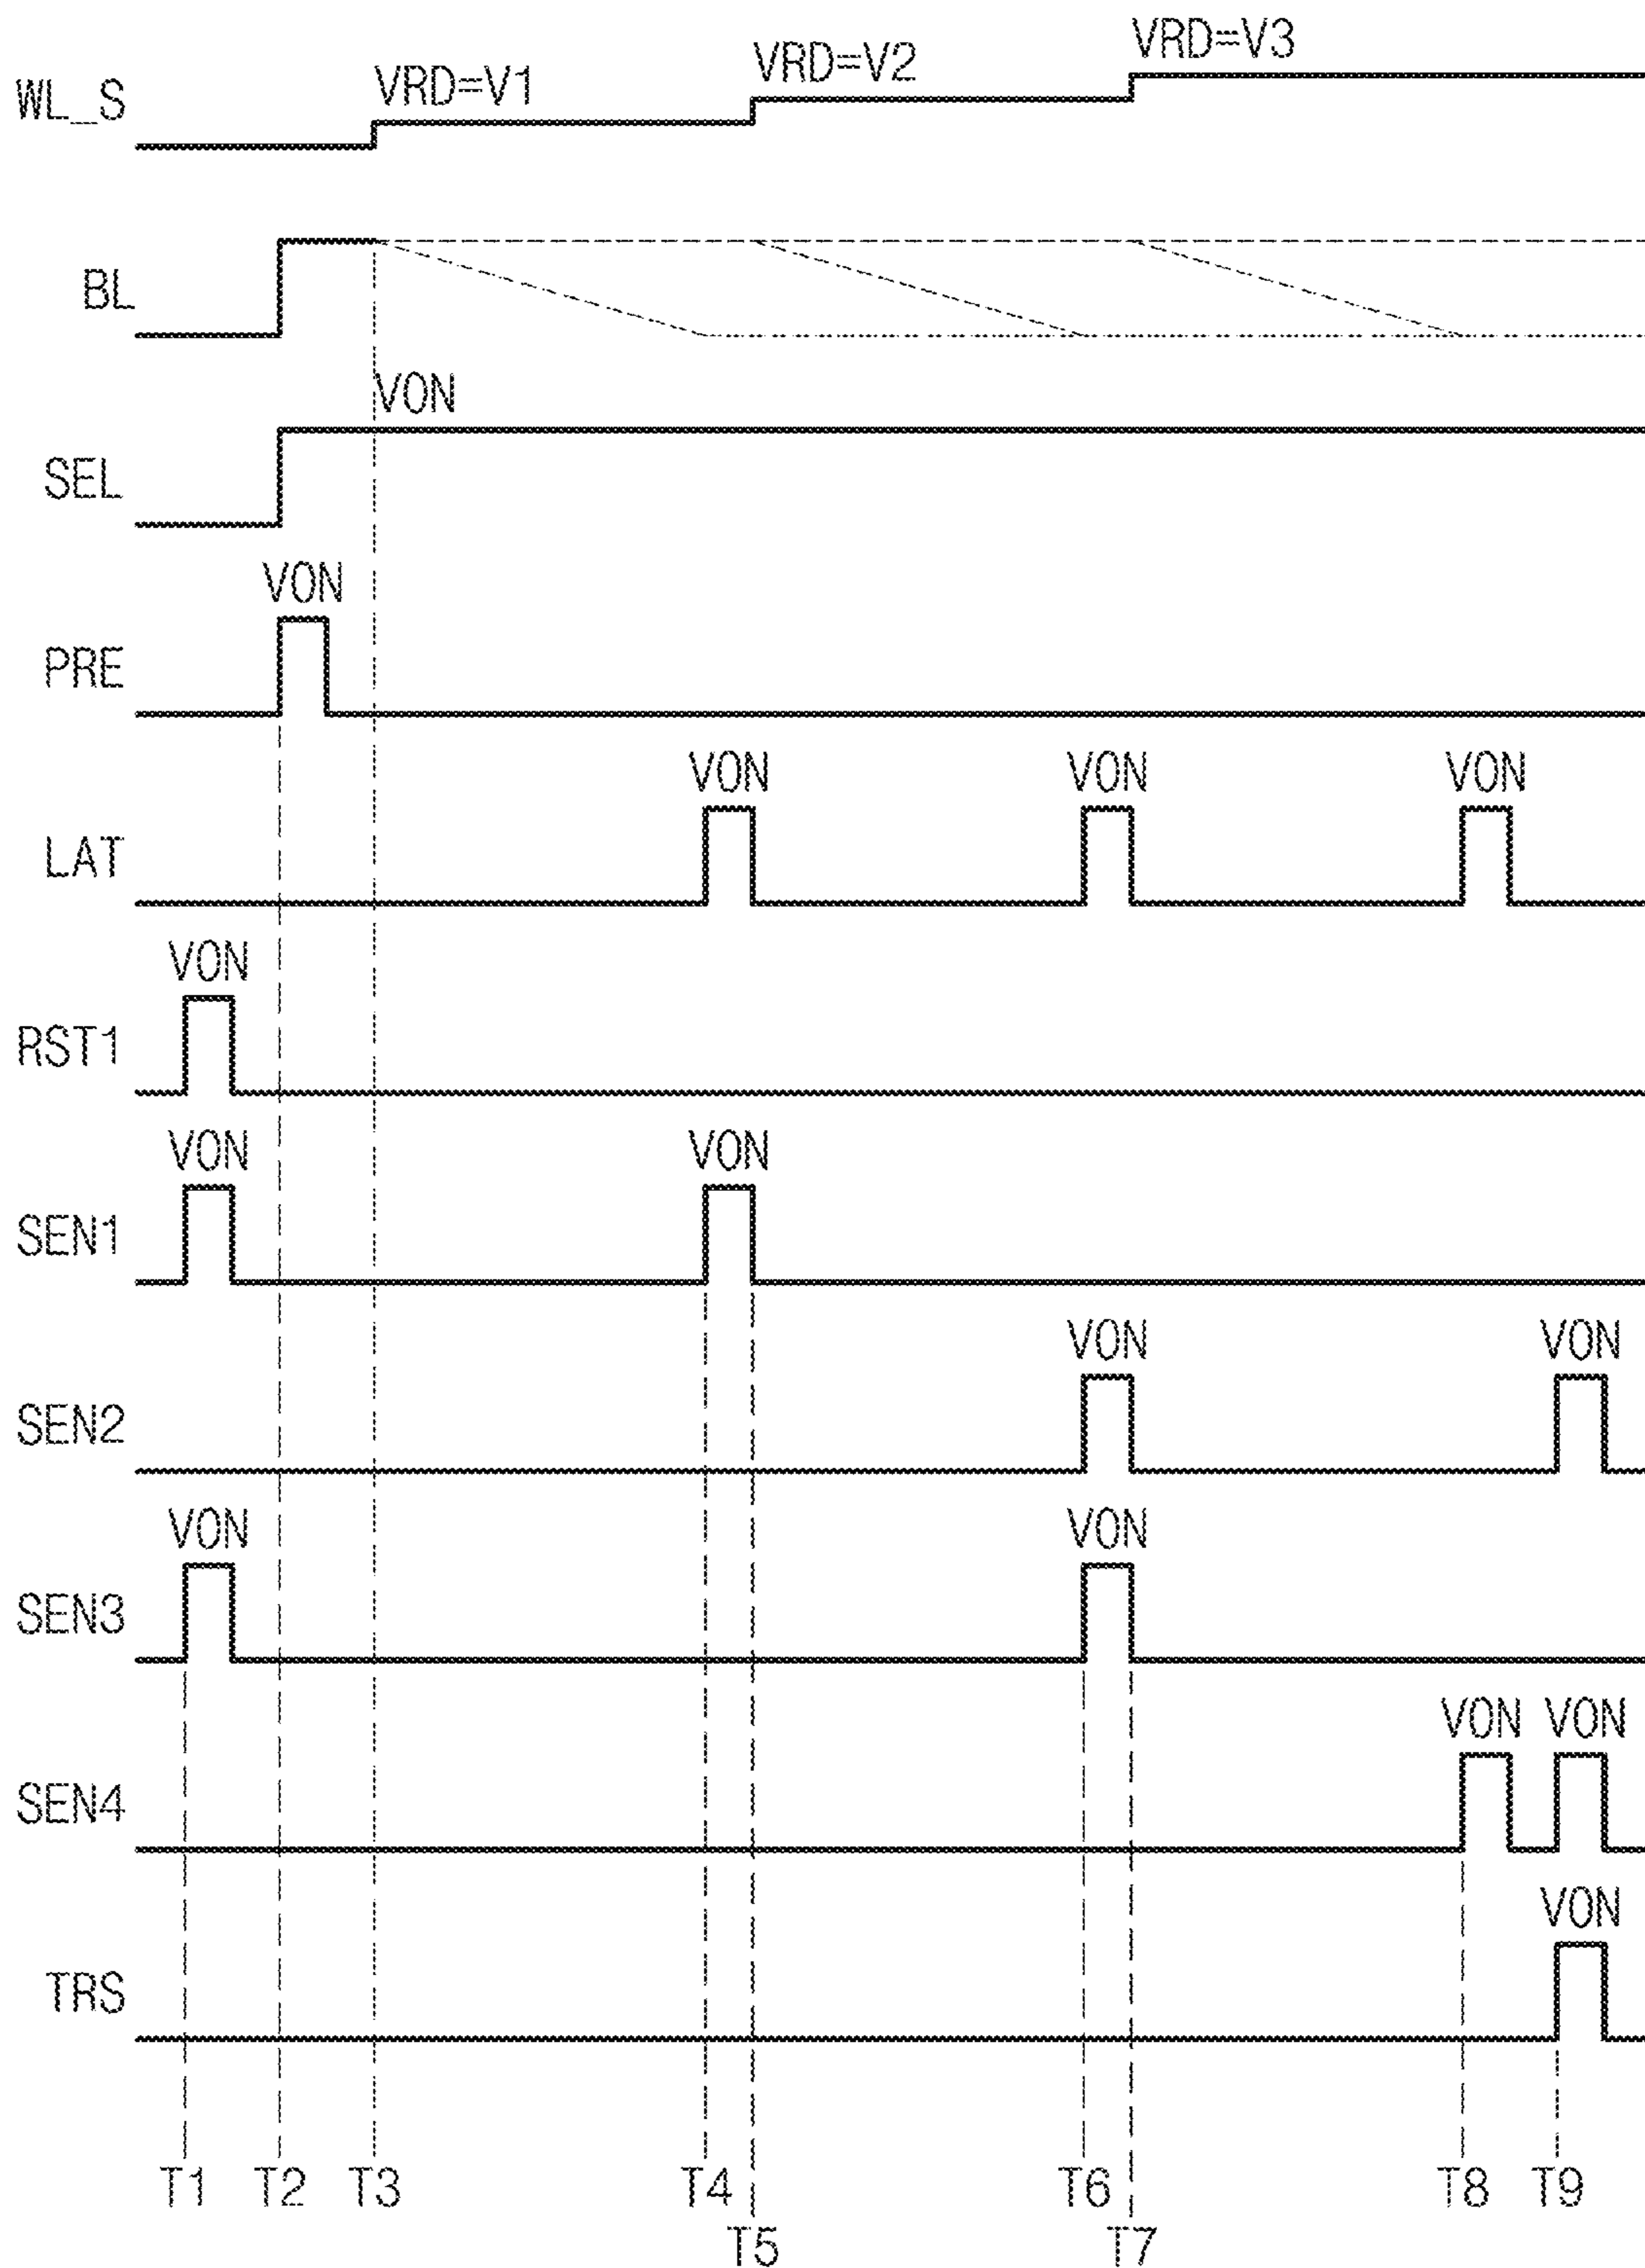 VRD=V3
VRD=V2
VRD=V1
WL_S
BL
VON
SEL
VON
PRE
VON VON VON
LAT
VON
RST1
VON VON
SEN1
VON VON
SEN2
VON VON
SEN3
VON VON
SEN4
VON
TRS
T1 T2 T3 T4 T6 T8 T9
T5 T7